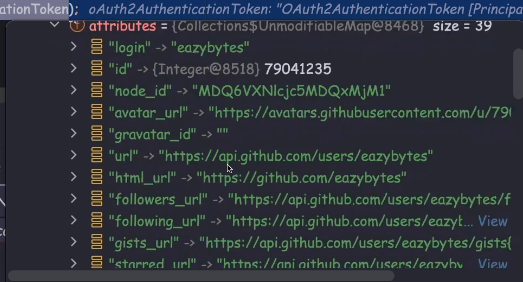 ationToken); oAuth2AuthenticationToken: "OAuth2AuthenticationToken [Principa
attributes = {Collections$UnmodifiableMap@8468} size = 39
"login" -> "eazybytes"
"id" -> {Integer@8518} 79041235
"node_id" -> "MDQ6VXNlcjc5MDQxMjM1"
"avatar_url" -> "https://avatars.githubusercontent.com/u/790
"gravatar_id" -> ""
"url" -> "https://api.github.com/users/eazybytes"
"html_url" -> "https://github.com/eazybytes"
"followers_url" -> "https://api.github.com/users/eazybytes/f
"following_url" -> "https://api.github.com/users/eazyt... View
"gists_url" -> "https://api.github.com/users/eazybytes/gists{
"starred_url" -> "https://api.github.com/users/eazyby View